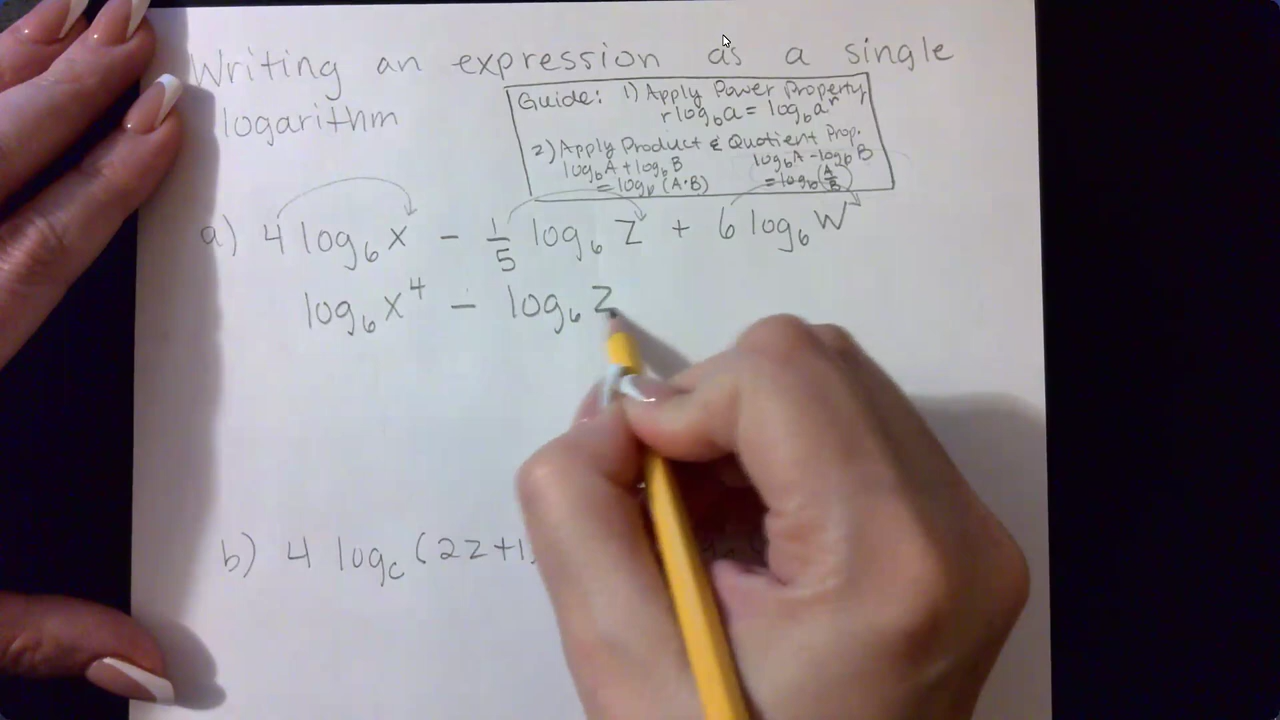 Writing an expression as a single
logarithm
Guide: 1) Apply Power Property
r log_b a = log_b a^r
2) Apply Product & Quotient Prop.
log_b A + log_b B
= log_b (A·B)
log_b A - log_b B
= log_b (A/B)
a) 4 log_6 x - 1/5 log_6 z + 6 log_6 w
log_6 x^4 - log_6 z
b) 4 log_c (2z+1